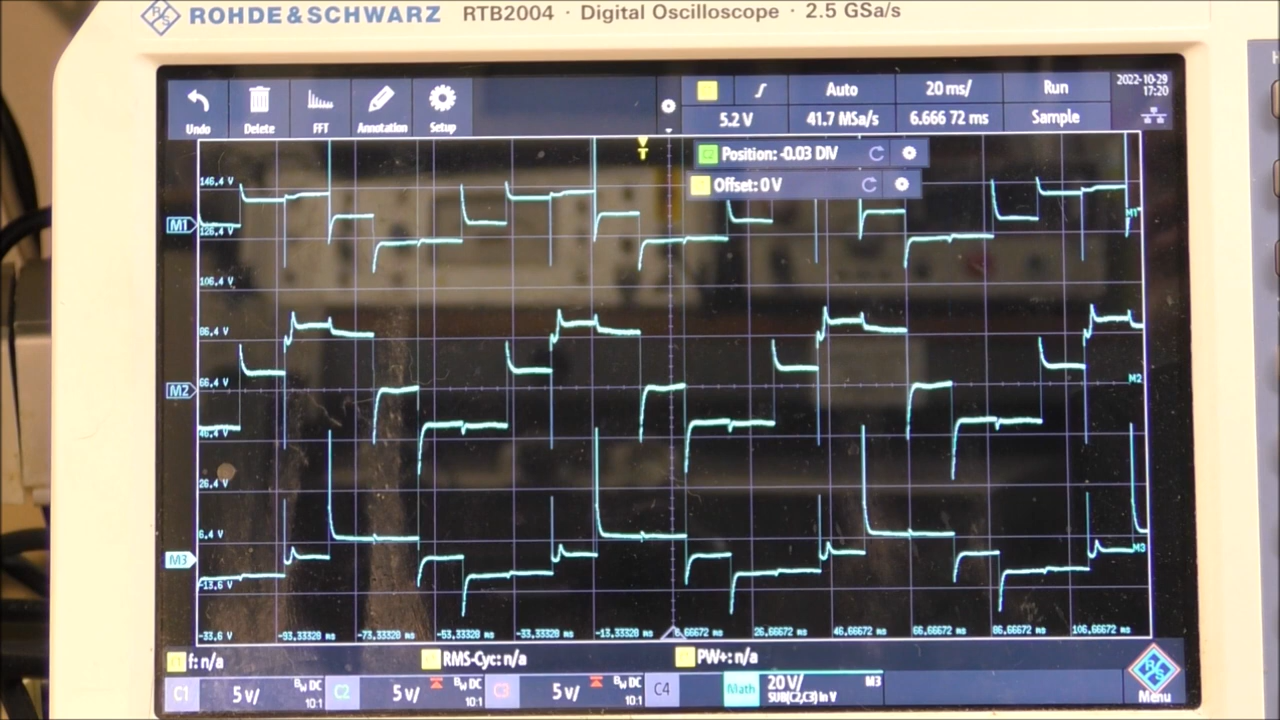 ROHDE&SCHWARZ RTB2004 · Digital Oscilloscope · 2.5 GSa/s
Undo Delete FFT Annotation Setup
Auto 20 ms/ Run 2022-10-29
17:20
5.2 V 41.7 MSa/s 6.666 72 ms Sample
T
C2 Position: -0.03 DIV
Offset: 0 V
146.4 V
M1
M1
126.4 V
106.4 V
86.4 V
66.4 V
M2
M2
46.4 V
26.4 V
6.4 V
M3
M3
-13.6 V
-33.6 V -93.33328 ms -73.33328 ms -53.33328 ms -33.33328 ms -13.33328 ms 6.66672 ms 26.66672 ms 46.66672 ms 66.66672 ms 86.66672 ms 106.66672 ms
f: n/a RMS-Cyc: n/a PW+: n/a
C1 5 V/ BW DC 10:1 C2 5 V/ BW DC 10:1 C3 5 V/ BW DC 10:1 C4 Math 20 V/ M3
SUB(C2,C3) in V
Menu